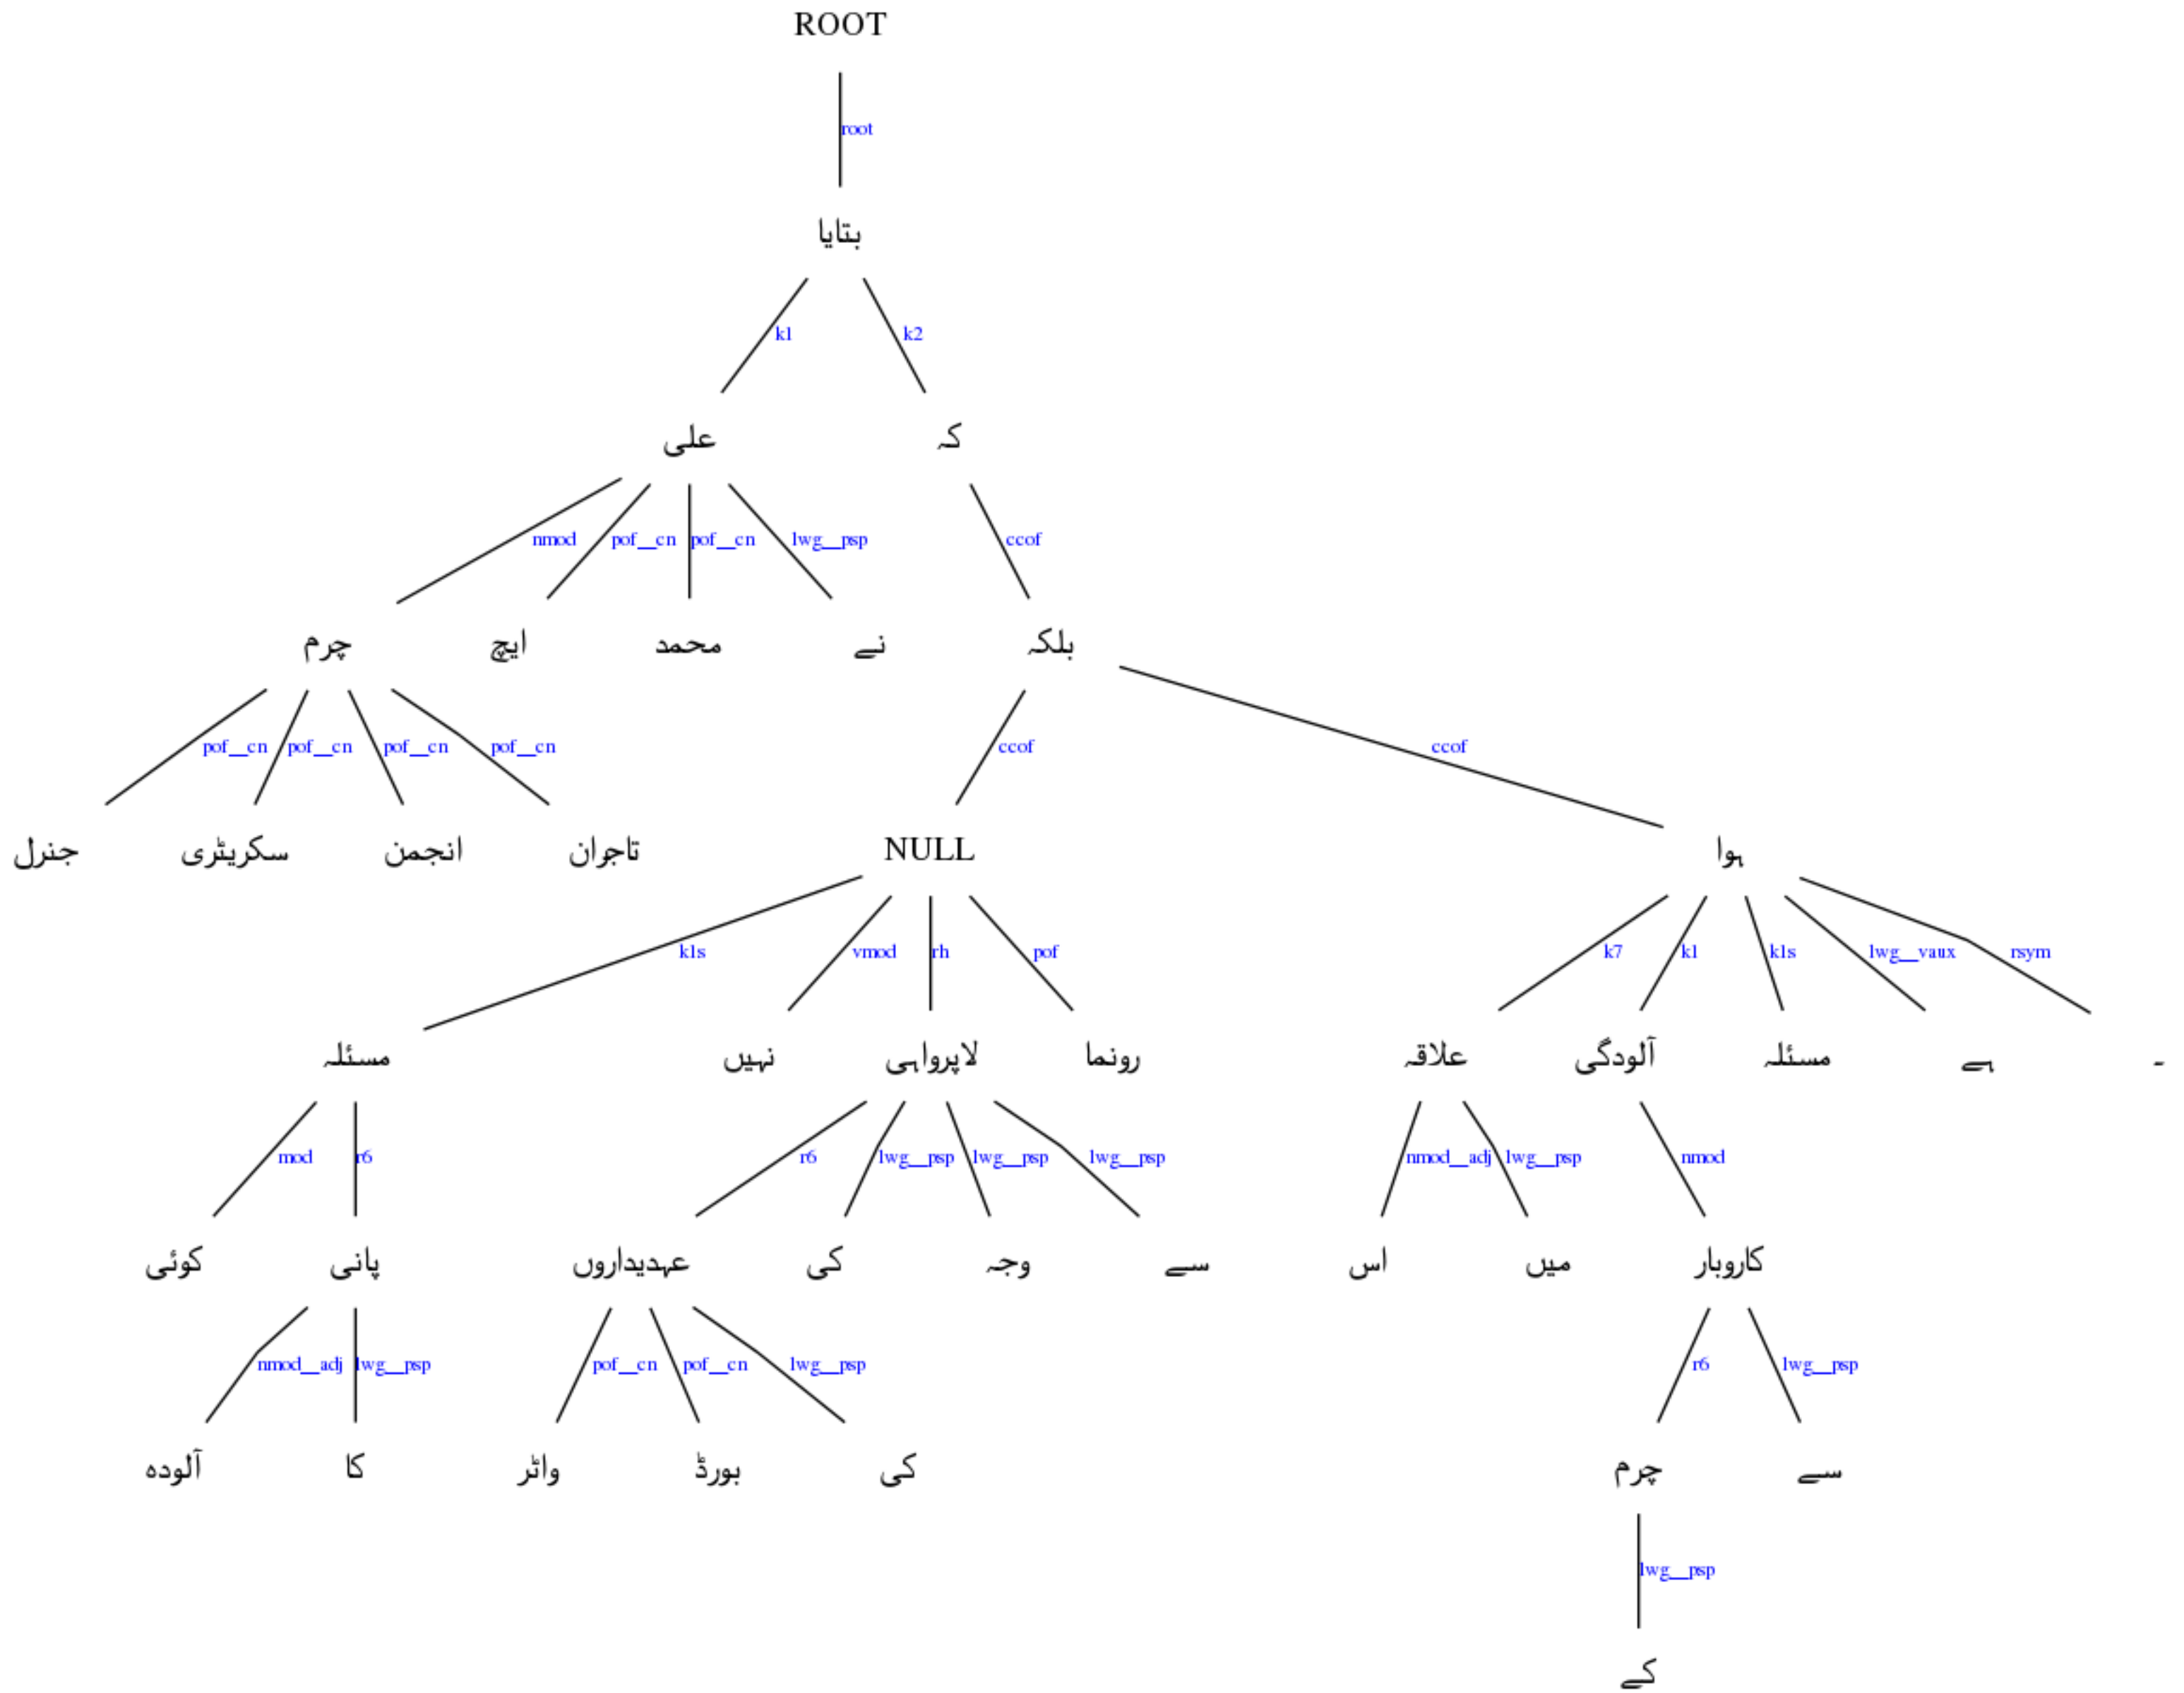 ROOT
root
بتایا
k1 k2
علی کہ
nmod pof__cn pof__cn lwg__psp ccof
چرم ایچ محمد نے بلکہ
pof__cn pof__cn pof__cn pof__cn ccof ccof
جنرل سکریٹری انجمن تاجران NULL ہوا
k1s vmod rh pof k7 k1 k1s lwg__vaux rsym
مسئلہ نہیں لاپرواہی رونما علاقہ آلودگی مسئلہ ہے ۔
mod r6 r6 lwg__psp lwg__psp lwg__psp nmod__adj lwg__psp nmod
کوئی پانی عہدیداروں کی وجہ سے اس میں کاروبار
nmod__adj lwg__psp pof__cn pof__cn lwg__psp r6 lwg__psp
آلودہ کا واٹر بورڈ کی چرم سے
lwg__psp
کے